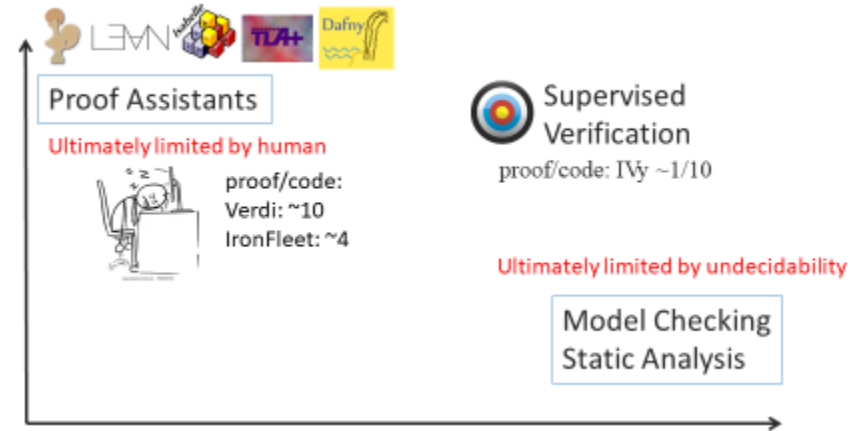 LEAN
Isabelle
TLA+
Dafny
Proof Assistants
Ultimately limited by human
z z z
proof/code:
Verdi: ~10
IronFleet: ~4
Supervised
Verification
proof/code: IVy ~1/10
Ultimately limited by undecidability
Model Checking
Static Analysis